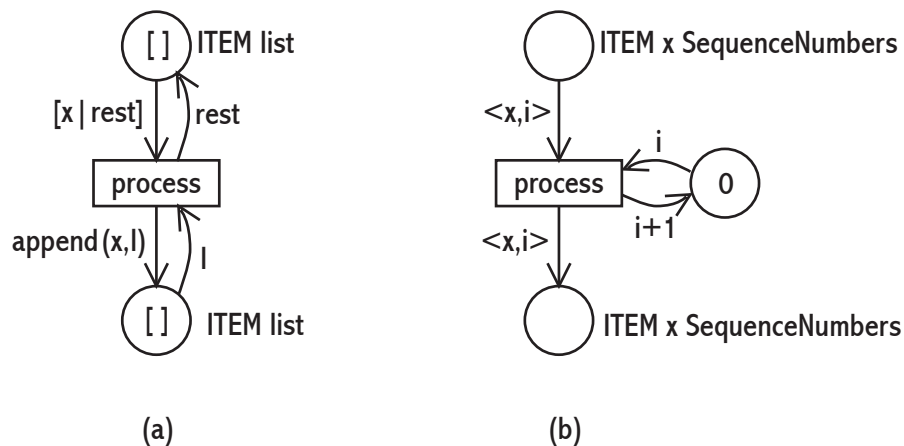 [ ]
ITEM list
[x | rest]
rest
process
append (x,l)
l
[ ]
ITEM list
(a)
ITEM x SequenceNumbers
<x,i>
i
process
0
i+1
<x,i>
ITEM x SequenceNumbers
(b)